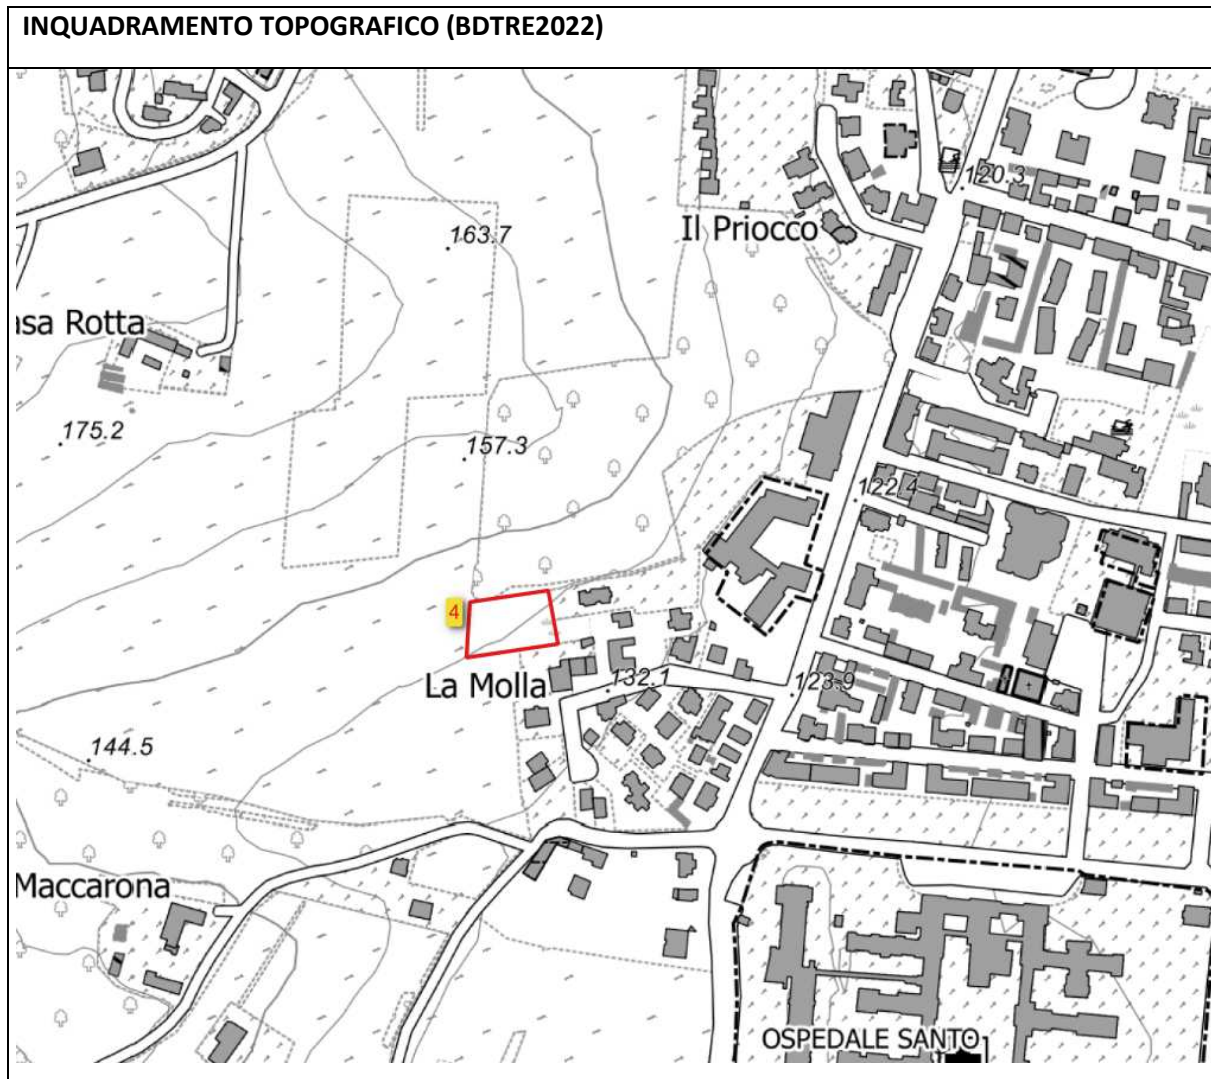 INQUADRAMENTO TOPOGRAFICO (BDTRE2022)
120.3
Il Priocco
163.7
asa Rotta
175.2
157.3
122.4
4
La Molla
132.1
123.9
144.5
Maccarona
OSPEDALE SANTO